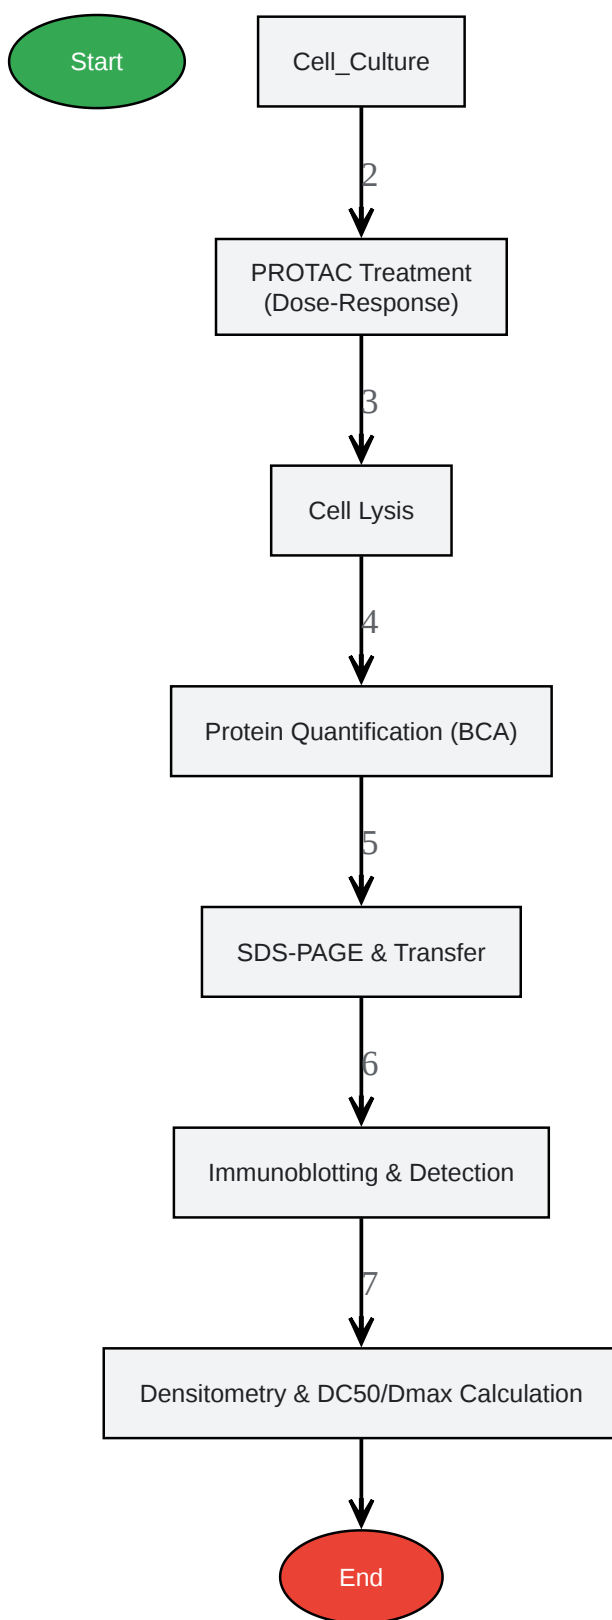 Start
Cell_Culture
2
PROTAC Treatment
(Dose-Response)
3
Cell Lysis
4
Protein Quantification (BCA)
5
SDS-PAGE & Transfer
6
Immunoblotting & Detection
7
Densitometry & DC50/Dmax Calculation
End